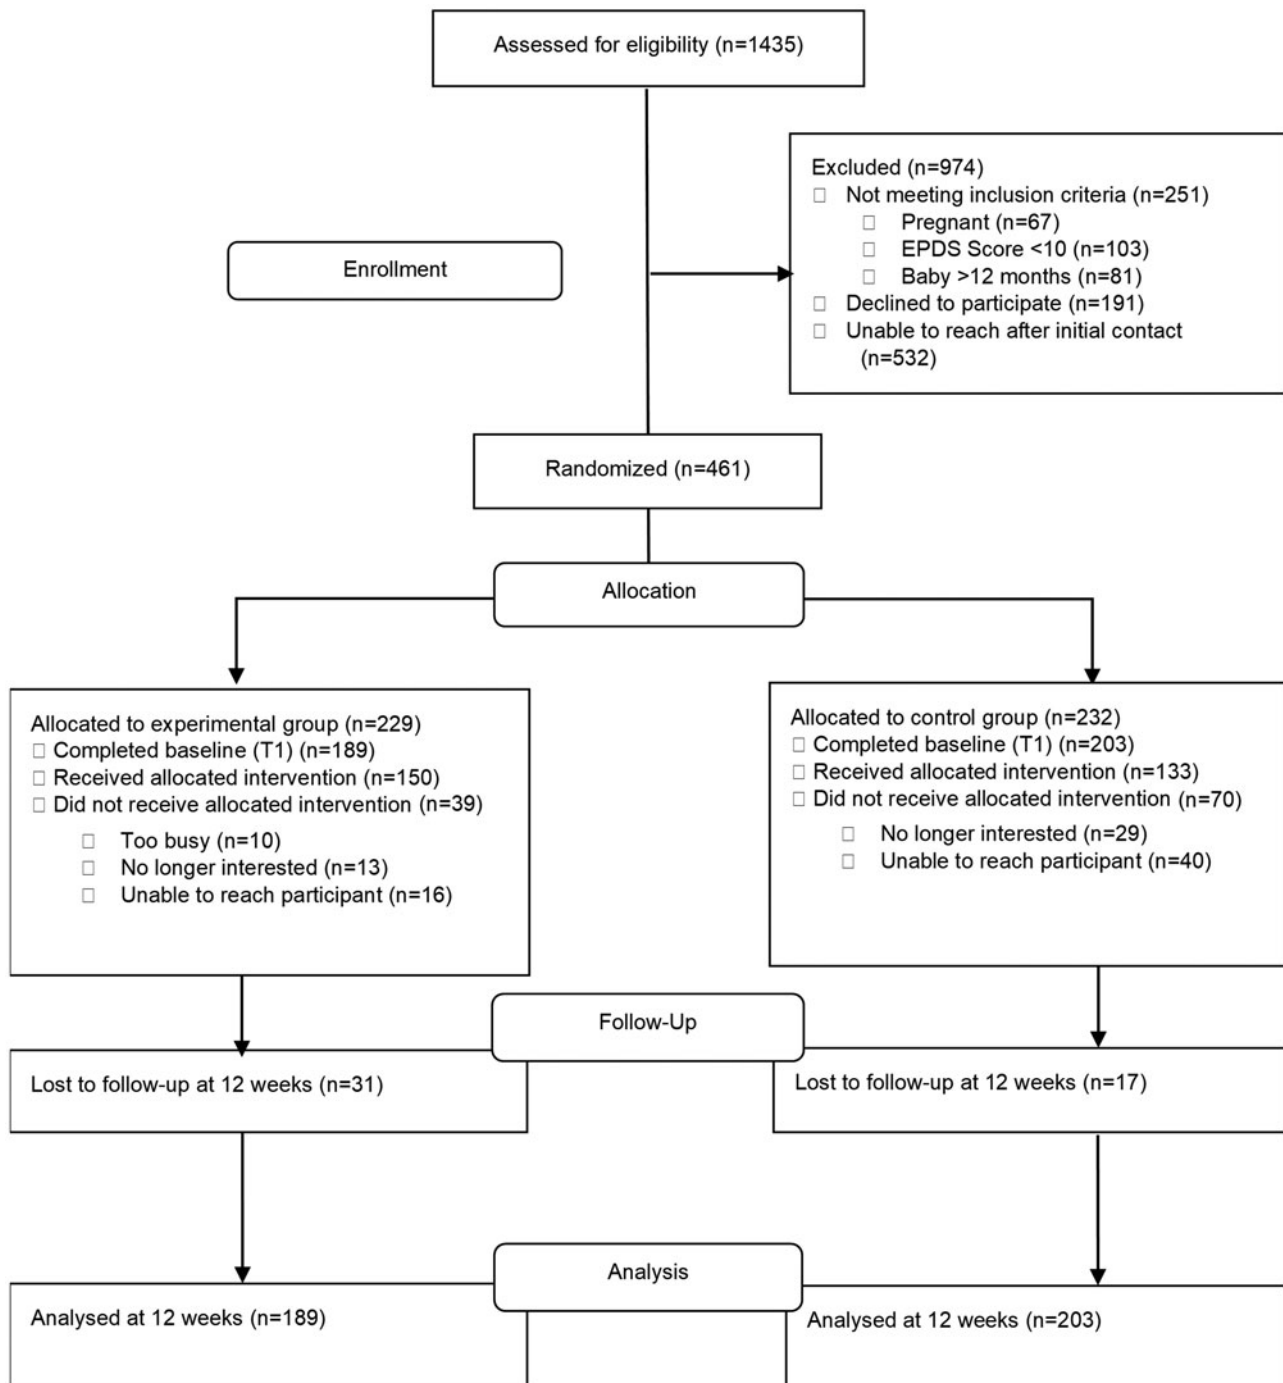 Assessed for eligibility (n=1435)
Excluded (n=974)
□ Not meeting inclusion criteria (n=251)
□ Pregnant (n=67)
□ EPDS Score <10 (n=103)
□ Baby >12 months (n=81)
□ Declined to participate (n=191)
□ Unable to reach after initial contact
(n=532)
Enrollment
Randomized (n=461)
Allocation
Allocated to experimental group (n=229)
□ Completed baseline (T1) (n=189)
□ Received allocated intervention (n=150)
□ Did not receive allocated intervention (n=39)
□ Too busy (n=10)
□ No longer interested (n=13)
□ Unable to reach participant (n=16)
Allocated to control group (n=232)
□ Completed baseline (T1) (n=203)
□ Received allocated intervention (n=133)
□ Did not receive allocated intervention (n=70)
□ No longer interested (n=29)
□ Unable to reach participant (n=40)
Follow-Up
Lost to follow-up at 12 weeks (n=31)
Lost to follow-up at 12 weeks (n=17)
Analysis
Analysed at 12 weeks (n=189)
Analysed at 12 weeks (n=203)